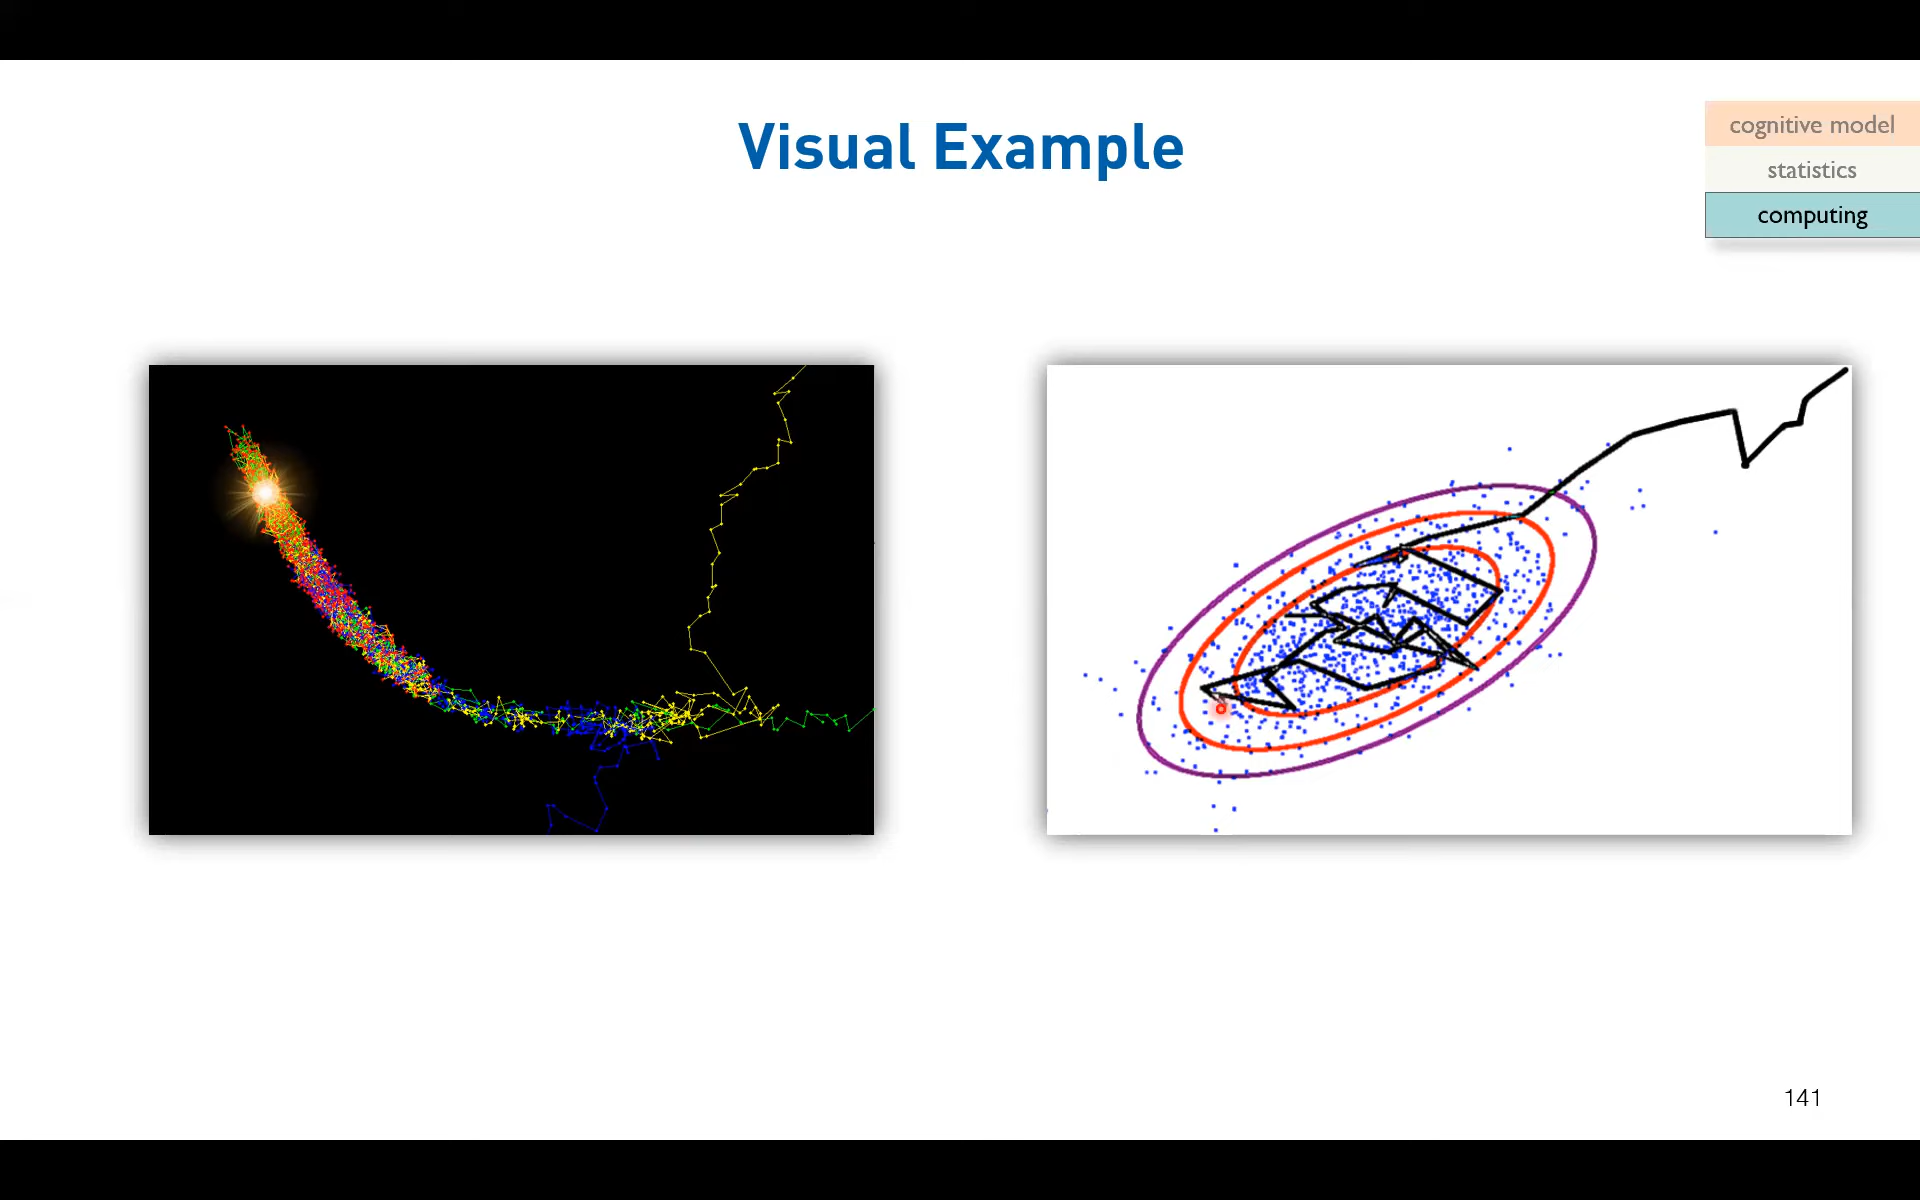 Visual Example
cognitive model
statistics
computing
141